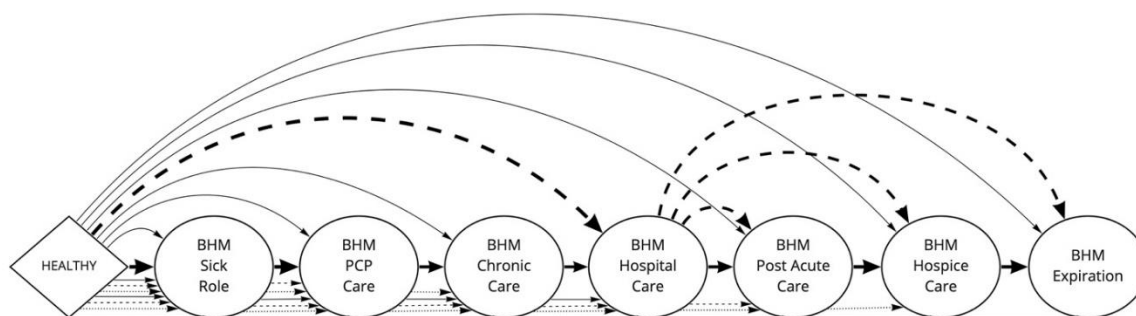 HEALTHY
BHM
Sick
Role
BHM
PCP
Care
BHM
Chronic
Care
BHM
Hospital
Care
BHM
Post Acute
Care
BHM
Hospice
Care
BHM
Expiration